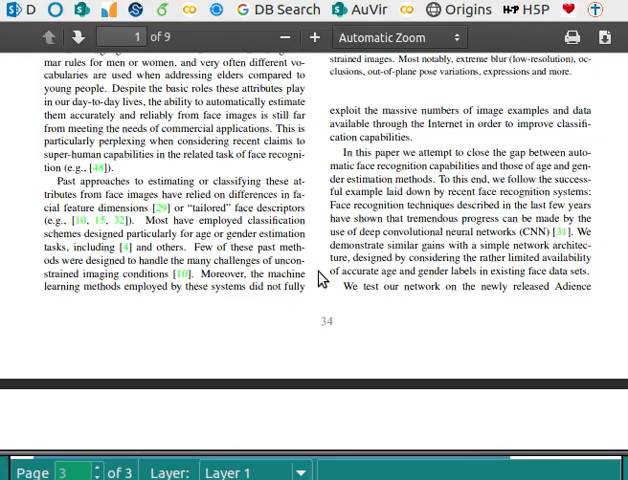 D DB Search AuVir Origins H5P
1 of 9 Automatic Zoom
mar rules for men or women, and very often different vo-
cabularies are used when addressing elders compared to
young people. Despite the basic roles these attributes play
in our day-to-day lives, the ability to automatically estimate
them accurately and reliably from face images is still far
from meeting the needs of commercial applications. This is
particularly perplexing when considering recent claims to
super-human capabilities in the related task of face recogni-
tion (e.g., [48]).
Past approaches to estimating or classifying these at-
tributes from face images have relied on differences in fa-
cial feature dimensions [29] or “tailored” face descriptors
(e.g., [10, 15, 32]). Most have employed classification
schemes designed particularly for age or gender estimation
tasks, including [4] and others. Few of these past meth-
ods were designed to handle the many challenges of uncon-
strained imaging conditions [10]. Moreover, the machine
learning methods employed by these systems did not fully
strained images. Most notably, extreme blur (low-resolution), oc-
clusions, out-of-plane pose variations, expressions and more.
exploit the massive numbers of image examples and data
available through the Internet in order to improve classifi-
cation capabilities.
In this paper we attempt to close the gap between auto-
matic face recognition capabilities and those of age and gen-
der estimation methods. To this end, we follow the success-
ful example laid down by recent face recognition systems:
Face recognition techniques described in the last few years
have shown that tremendous progress can be made by the
use of deep convolutional neural networks (CNN) [31]. We
demonstrate similar gains with a simple network architec-
ture, designed by considering the rather limited availability
of accurate age and gender labels in existing face data sets.
We test our network on the newly released Adience
34
Page 3 of 3 Layer: Layer 1